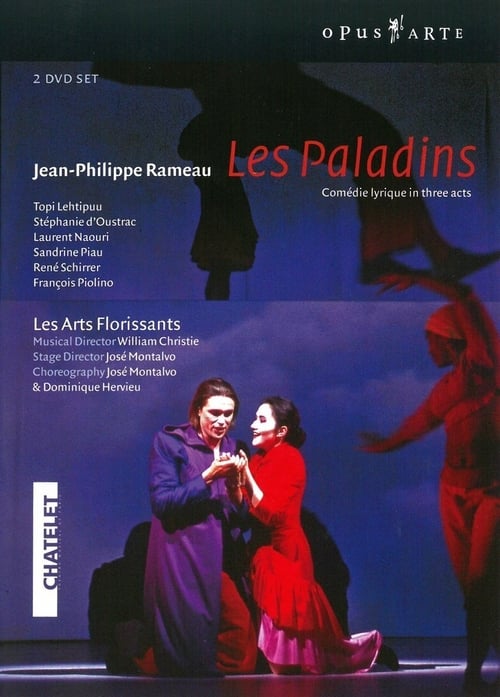 OPUS ARTE
2 DVD SET
Jean-Philippe Rameau Les Paladins
Comédie lyrique in three acts
Topi Lehtipuu
Stéphanie d'Oustrac
Laurent Naouri
Sandrine Piau
René Schirrer
François Piolino
Les Arts Florissants
Musical Director William Christie
Stage Director José Montalvo
Choreography José Montalvo
& Dominique Hervieu
CHATELET